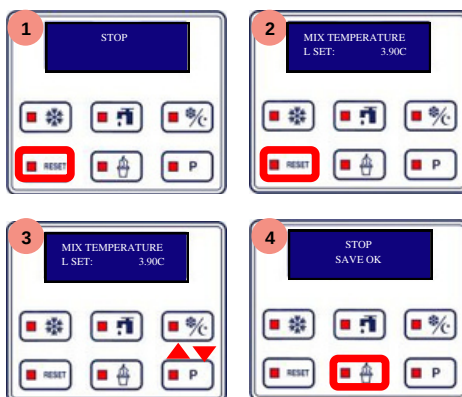 1
STOP
RESET
P
2
MIX TEMPERATURE
L SET: 3.90C
RESET
P
3
MIX TEMPERATURE
L SET: 3.90C
RESET
P
4
STOP
SAVE OK
RESET
P